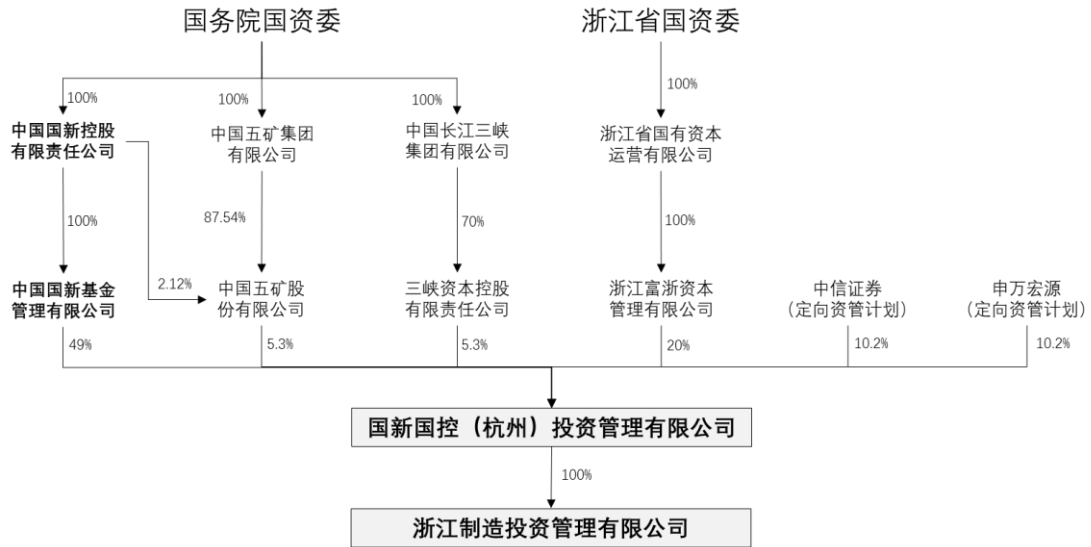 国务院国资委
浙江省国资委
100%
100%
100%
100%
中国国新控股
有限责任公司
中国五矿集团
有限公司
中国长江三峡
集团有限公司
浙江省国有资本
运营有限公司
100%
87.54%
70%
100%
2.12%
中国国新基金
管理有限公司
中国五矿股
份有限公司
三峡资本控股
有限责任公司
浙江富浙资本
管理有限公司
中信证券
（定向资管计划）
申万宏源
（定向资管计划）
49%
5.3%
5.3%
20%
10.2%
10.2%
国新国控（杭州）投资管理有限公司
100%
浙江制造投资管理有限公司